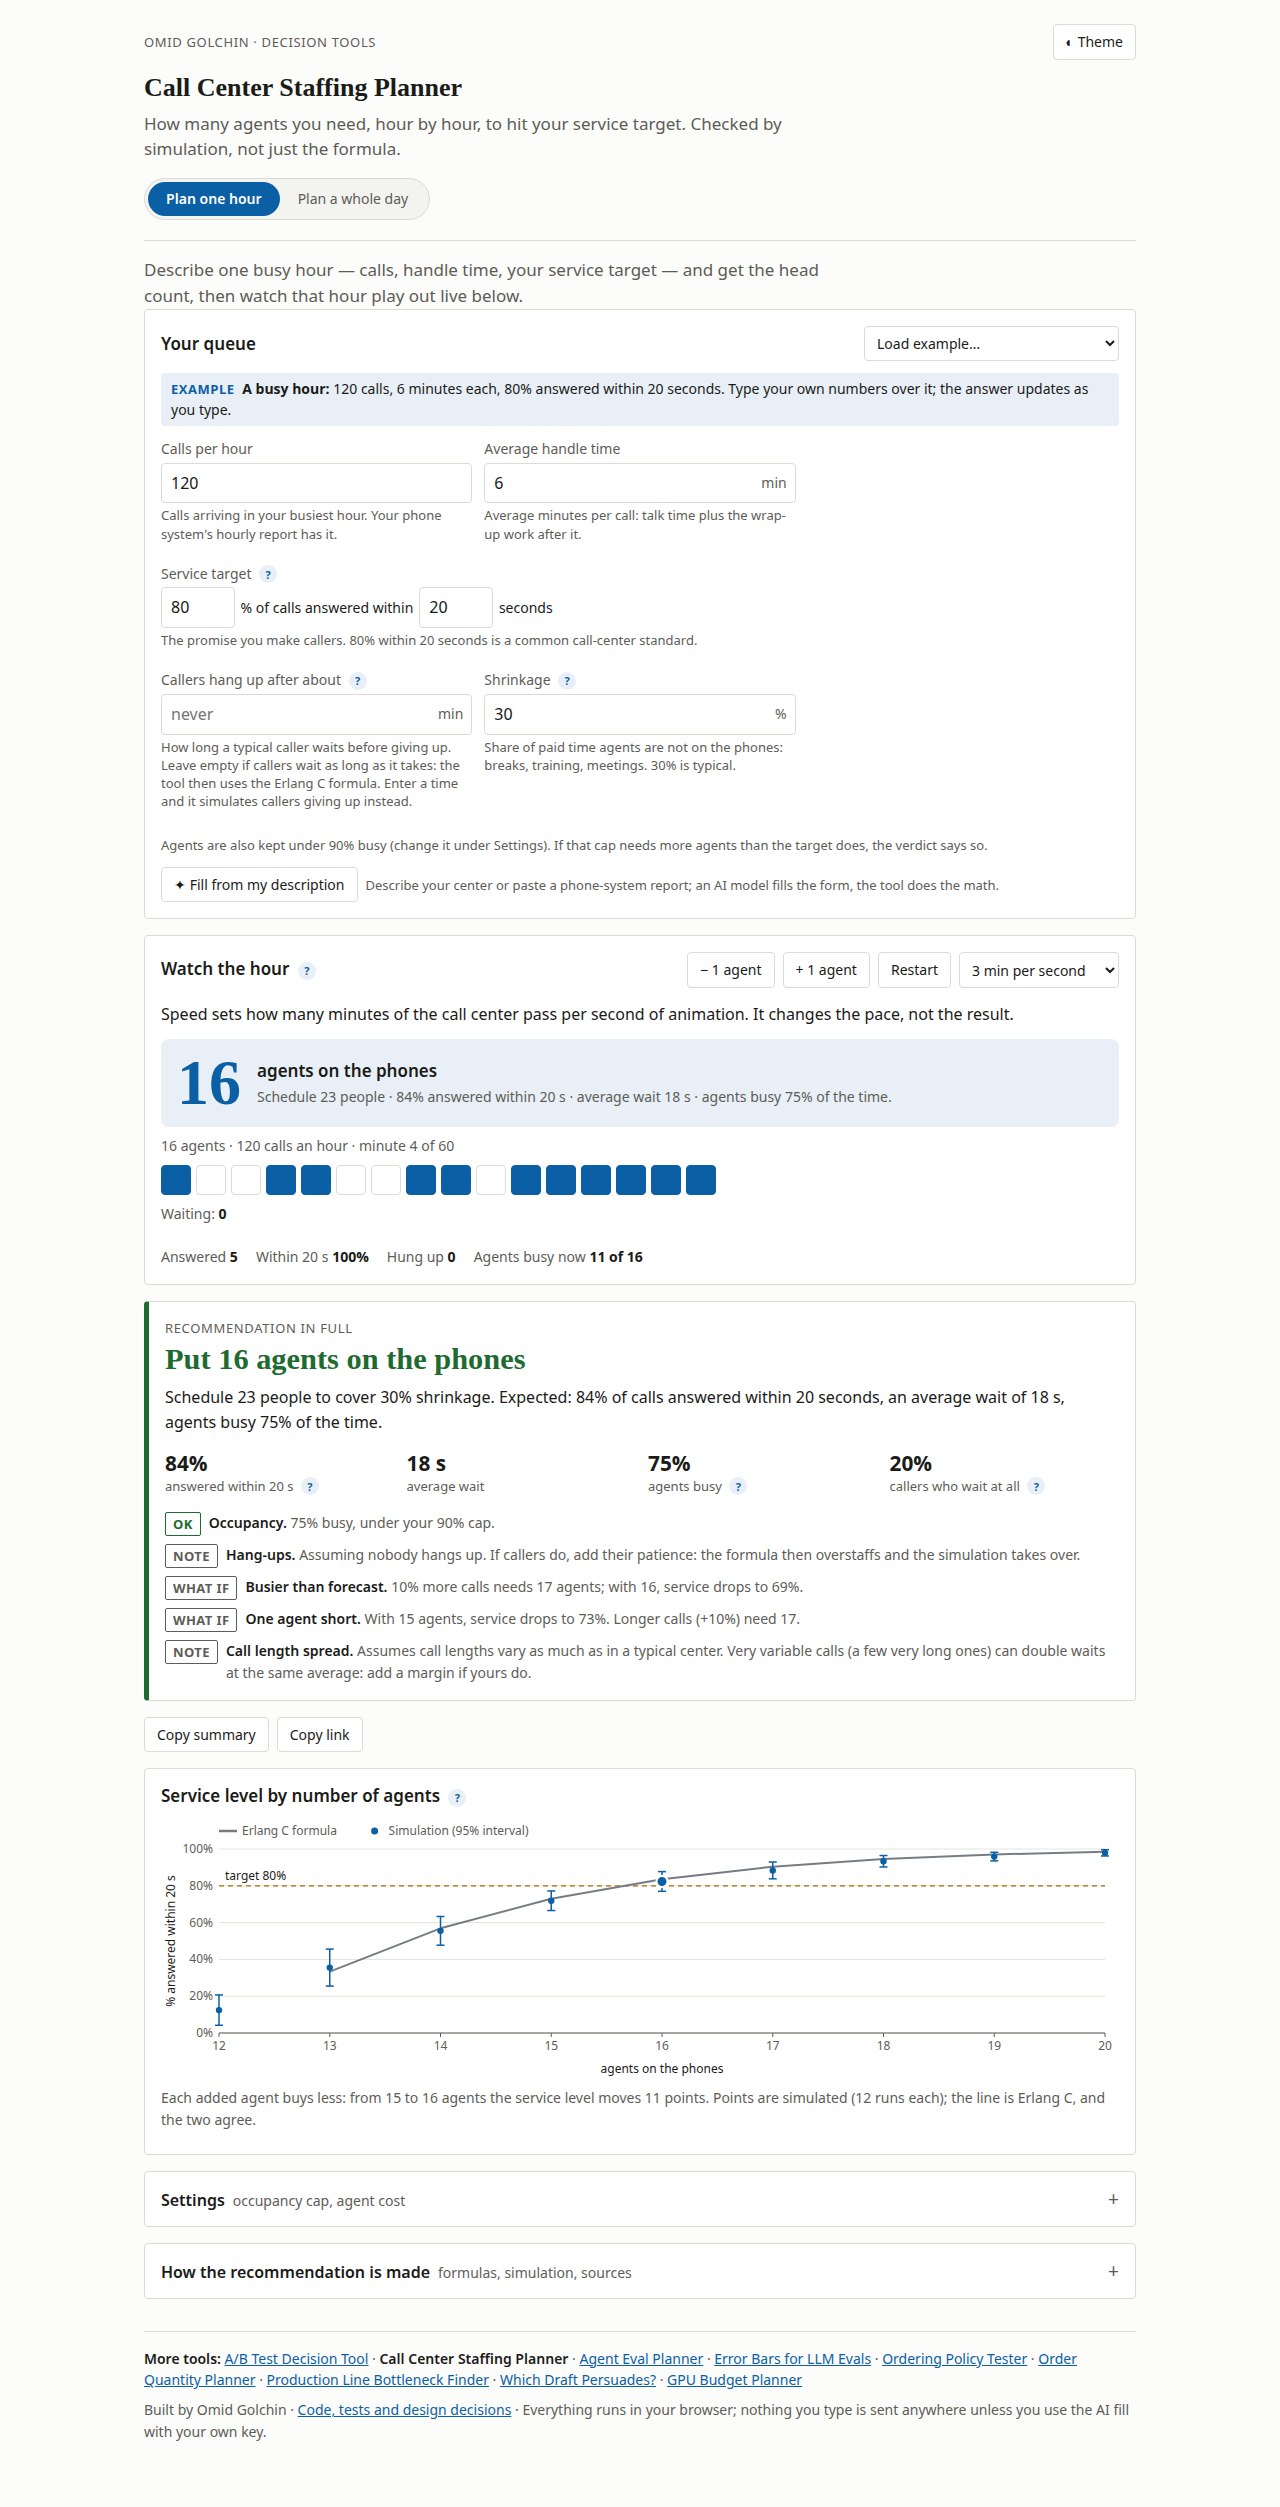 OMID GOLCHIN · DECISION TOOLS
◐ Theme
Call Center Staffing Planner
How many agents you need, hour by hour, to hit your service target. Checked by
simulation, not just the formula.
Plan one hour
Plan a whole day
Describe one busy hour — calls, handle time, your service target — and get the head
count, then watch that hour play out live below.
Your queue
Load example...
EXAMPLE A busy hour: 120 calls, 6 minutes each, 80% answered within 20 seconds. Type your own numbers over it; the answer updates as
you type.
Calls per hour
Average handle time
120
6 min
Calls arriving in your busiest hour. Your phone
system's hourly report has it.
Average minutes per call: talk time plus the wrap-
up work after it.
Service target ?
80 % of calls answered within 20 seconds
The promise you make callers. 80% within 20 seconds is a common call-center standard.
Callers hang up after about ?
Shrinkage ?
never min
30 %
How long a typical caller waits before giving up.
Leave empty if callers wait as long as it takes: the
tool then uses the Erlang C formula. Enter a time
and it simulates callers giving up instead.
Share of paid time agents are not on the phones:
breaks, training, meetings. 30% is typical.
Agents are also kept under 90% busy (change it under Settings). If that cap needs more agents than the target does, the verdict says so.
✦ Fill from my description
Describe your center or paste a phone-system report; an AI model fills the form, the tool does the math.
Watch the hour ?
− 1 agent
+ 1 agent
Restart
3 min per second
Speed sets how many minutes of the call center pass per second of animation. It changes the pace, not the result.
16
agents on the phones
Schedule 23 people · 84% answered within 20 s · average wait 18 s · agents busy 75% of the time.
16 agents · 120 calls an hour · minute 4 of 60
Waiting: 0
Answered 5 Within 20 s 100% Hung up 0 Agents busy now 11 of 16
RECOMMENDATION IN FULL
Put 16 agents on the phones
Schedule 23 people to cover 30% shrinkage. Expected: 84% of calls answered within 20 seconds, an average wait of 18 s,
agents busy 75% of the time.
84%
18 s
75%
20%
answered within 20 s ?
average wait
agents busy ?
callers who wait at all ?
OK Occupancy. 75% busy, under your 90% cap.
NOTE Hang-ups. Assuming nobody hangs up. If callers do, add their patience: the formula then overstaffs and the simulation takes over.
WHAT IF Busier than forecast. 10% more calls needs 17 agents; with 16, service drops to 69%.
WHAT IF One agent short. With 15 agents, service drops to 73%. Longer calls (+10%) need 17.
NOTE Call length spread. Assumes call lengths vary as much as in a typical center. Very variable calls (a few very long ones) can double waits
at the same average: add a margin if yours do.
Copy summary
Copy link
Service level by number of agents ?
Erlang C formula
Simulation (95% interval)
100%
target 80%
80%
60%
40%
20%
0%
% answered within 20 s
12 13 14 15 16 17 18 19 20
agents on the phones
Each added agent buys less: from 15 to 16 agents the service level moves 11 points. Points are simulated (12 runs each); the line is Erlang C, and
the two agree.
Settings occupancy cap, agent cost +
How the recommendation is made formulas, simulation, sources +
More tools: A/B Test Decision Tool · Call Center Staffing Planner · Agent Eval Planner · Error Bars for LLM Evals · Ordering Policy Tester · Order
Quantity Planner · Production Line Bottleneck Finder · Which Draft Persuades? · GPU Budget Planner
Built by Omid Golchin · Code, tests and design decisions · Everything runs in your browser; nothing you type is sent anywhere unless you use the AI fill
with your own key.